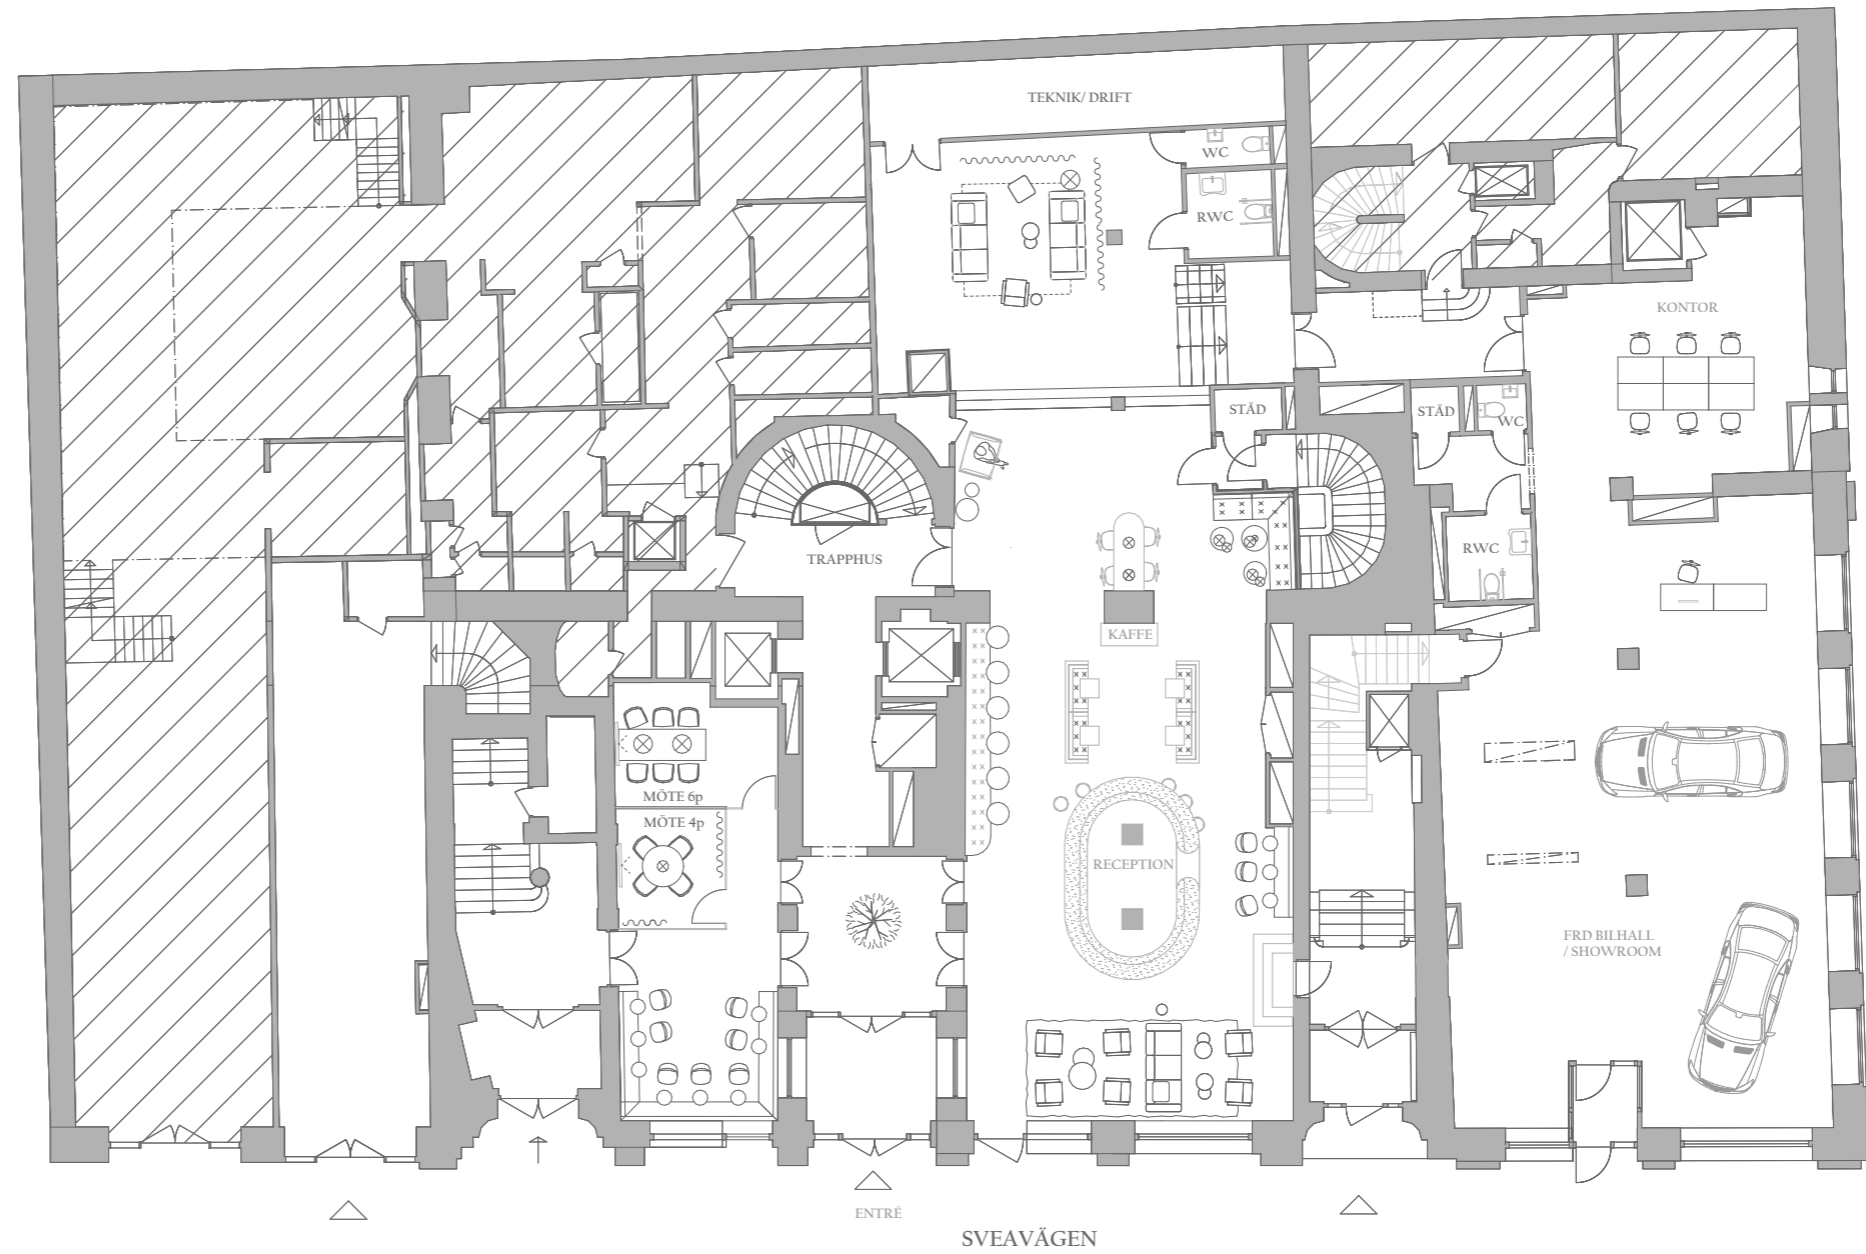 TEKNIK/ DRIFT
WC
RWC
KONTOR
STÄD
STÄD
WC
TRAPPHUS
RWC
KAFFE
MÖTE 6p
MÖTE 4p
RECEPTION
FRD BILHALL
/ SHOWROOM
ENTRÉ
SVEAVÄGEN